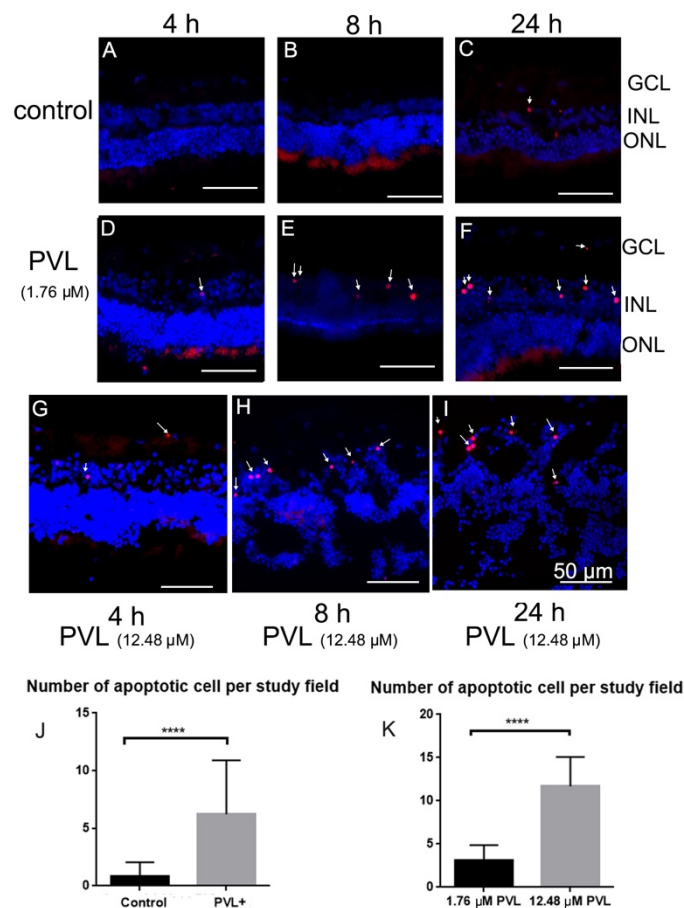 4 h 8 h 24 h
control
A B C
GCL
INL
ONL
PVL
(1.76 µM)
D E F
GCL
INL
ONL
G H I
50 µm
4 h 8 h 24 h
PVL (12.48 µM) PVL (12.48 µM) PVL (12.48 µM)
Number of apoptotic cell per study field
J
****
15
10
5
0
Control PVL+
Number of apoptotic cell per study field
K
****
20
15
10
5
0
1.76 µM PVL 12.48 µM PVL